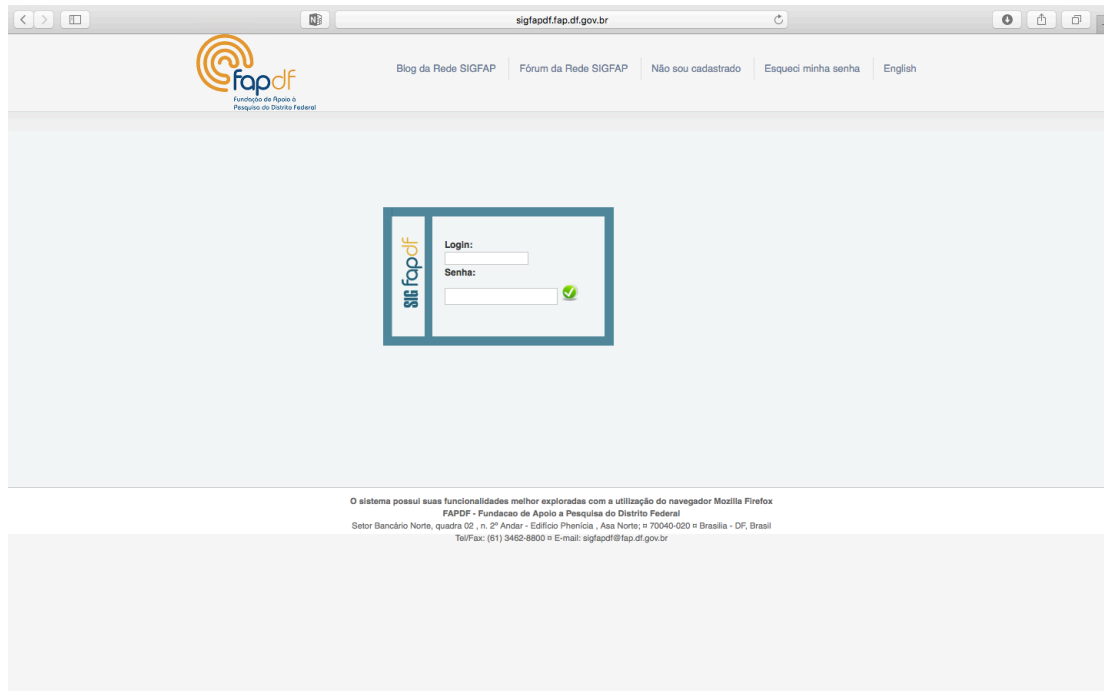 sigfapdf.fap.df.gov.br
fapdf
Fundação de Apoio à
Pesquisa do Distrito Federal
Blog da Rede SIGFAP
Fórum da Rede SIGFAP
Não sou cadastrado
Esqueci minha senha
English
SIG fapdf
Login:
Senha:
O sistema possui suas funcionalidades melhor exploradas com a utilização do navegador Mozilla Firefox
FAPDF - Fundacao de Apoio a Pesquisa do Distrito Federal
Setor Bancário Norte, quadra 02 , n. 2º Andar - Edifício Phenícia , Asa Norte; ¤ 70040-020 ¤ Brasilia - DF, Brasil
Tel/Fax: (61) 3462-8800 ¤ E-mail: sigfapdf@fap.df.gov.br